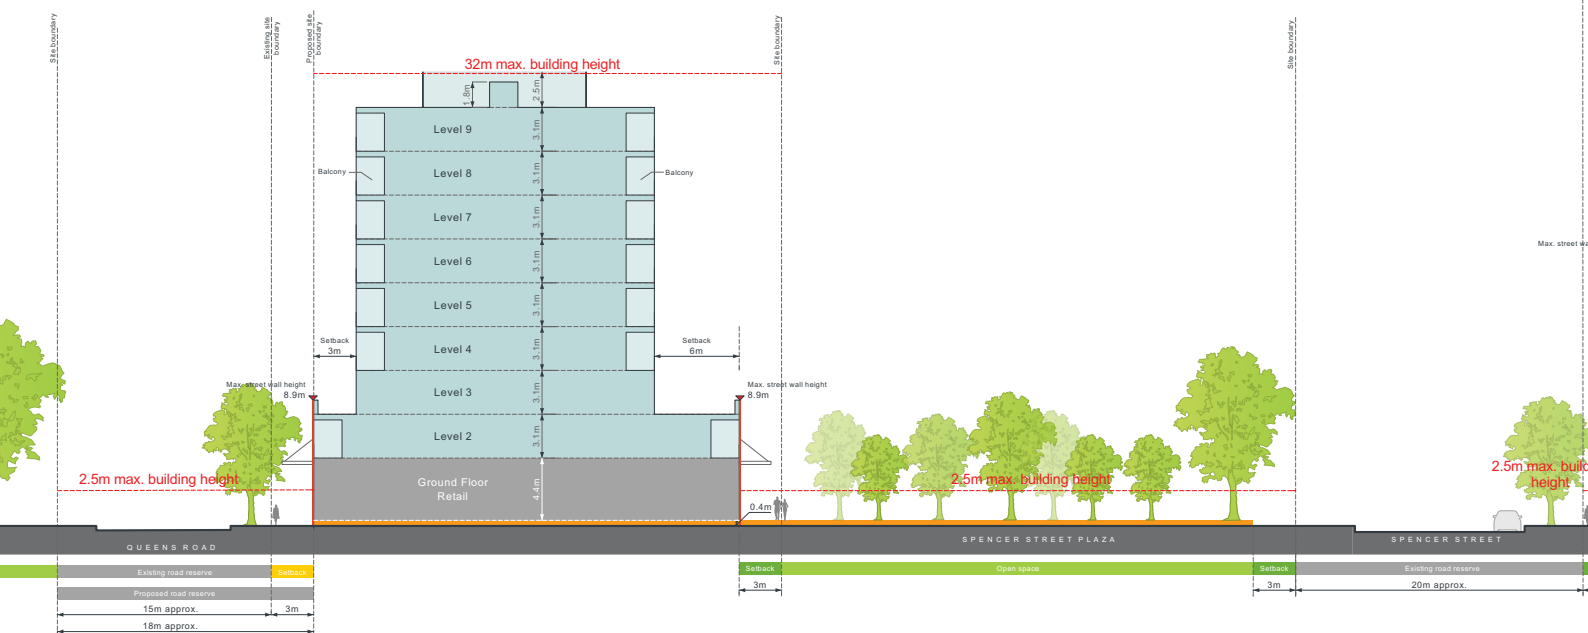 Site boundary
Existing site
boundary
Proposed site
boundary
Site boundary
Site boundary
32m max. building height
1.8m
2.5m
Level 9
3.1m
Balcony
Level 8
3.1m
Balcony
Level 7
3.1m
Level 6
3.1m
Level 5
3.1m
Setback
3m
Level 4
3.1m
Setback
6m
Max. street wall height
8.9m
Level 3
3.1m
Max. street wall height
8.9m
Level 2
3.1m
Max. street wa
2.5m max. building height
Ground Floor
Retail
4.4m
0.4m
2.5m max. building height
2.5m max. build
height
QUEENS ROAD
SPENCER STREET PLAZA
SPENCER STREET
Existing road reserve
Setback
Setback
Open space
Setback
Existing road reserve
Proposed road reserve
3m
3m
20m approx.
15m approx.
3m
18m approx.